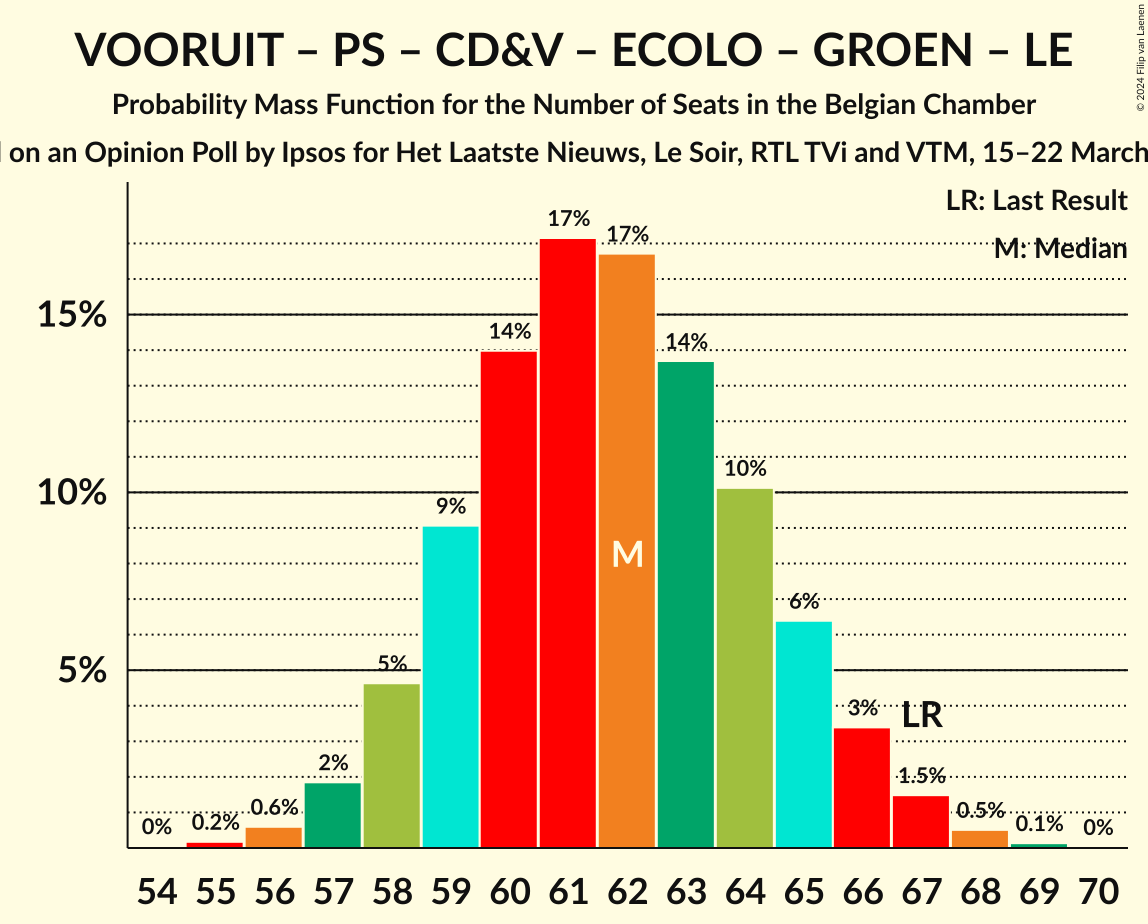 VOORUIT – PS – CD&V – ECOLO – GROEN – LE
Probability Mass Function for the Number of Seats in the Belgian Chamber
on an Opinion Poll by Ipsos for Het Laatste Nieuws, Le Soir, RTL TVi and VTM, 15–22 March
© 2024 Filip van Laenen
LR: Last Result
M: Median
15%
10%
5%
0%
0.2%
0.6%
2%
5%
9%
14%
17%
17%
14%
10%
6%
3%
1.5%
0.5%
0.1%
0%
M
LR
54 55 56 57 58 59 60 61 62 63 64 65 66 67 68 69 70